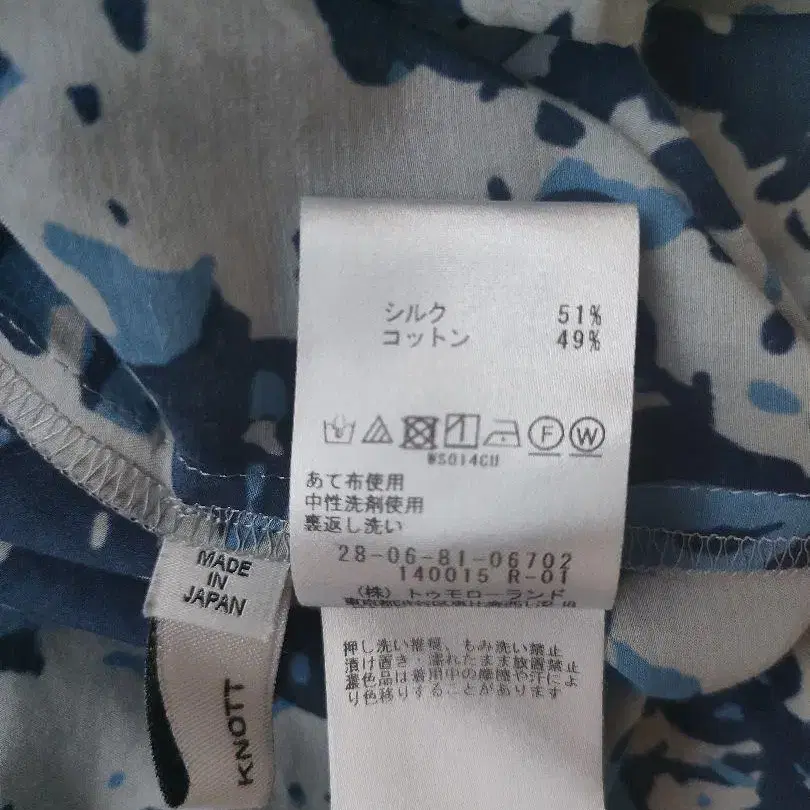 シルク 51%
コットン 49%
F W
WS014CU
あて布使用
中性洗剤使用
裏返し洗い
28-06-81-06702
140015 R-01
(株) トゥモローランド
押し洗い推奨、もみ洗い禁止
漬け置き・濡れたまま放置禁止
濃色品は着用中の摩擦や汗によ
り色移りすることがあります
MADE
IN
JAPAN
KNOTT